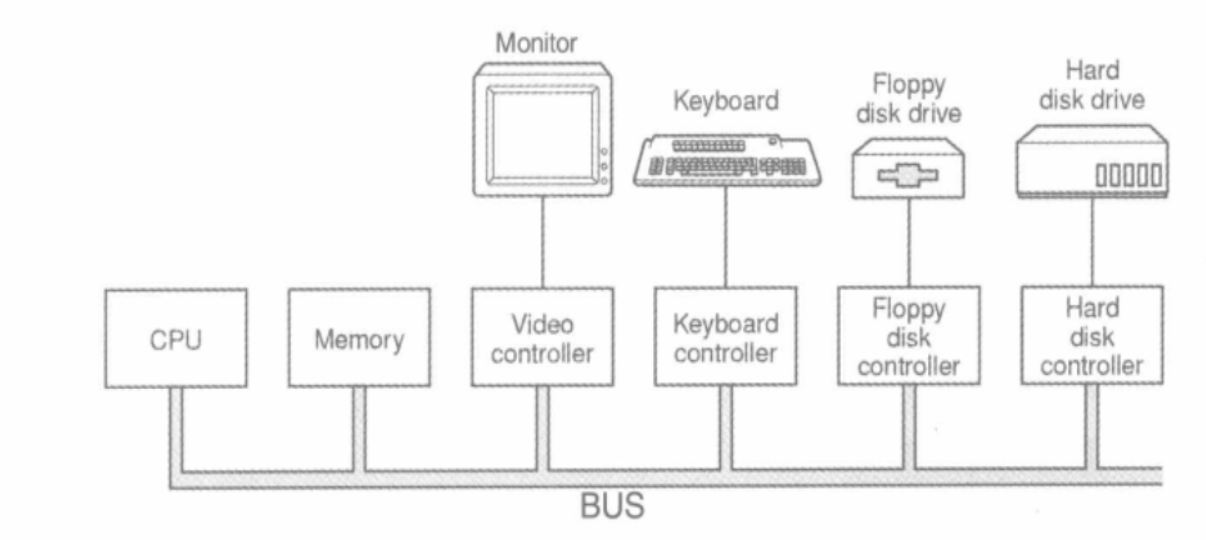 Monitor
Keyboard
Floppy
disk drive
Hard
disk drive
CPU
Memory
Video
controller
Keyboard
controller
Floppy
disk
controller
Hard
disk
controller
BUS